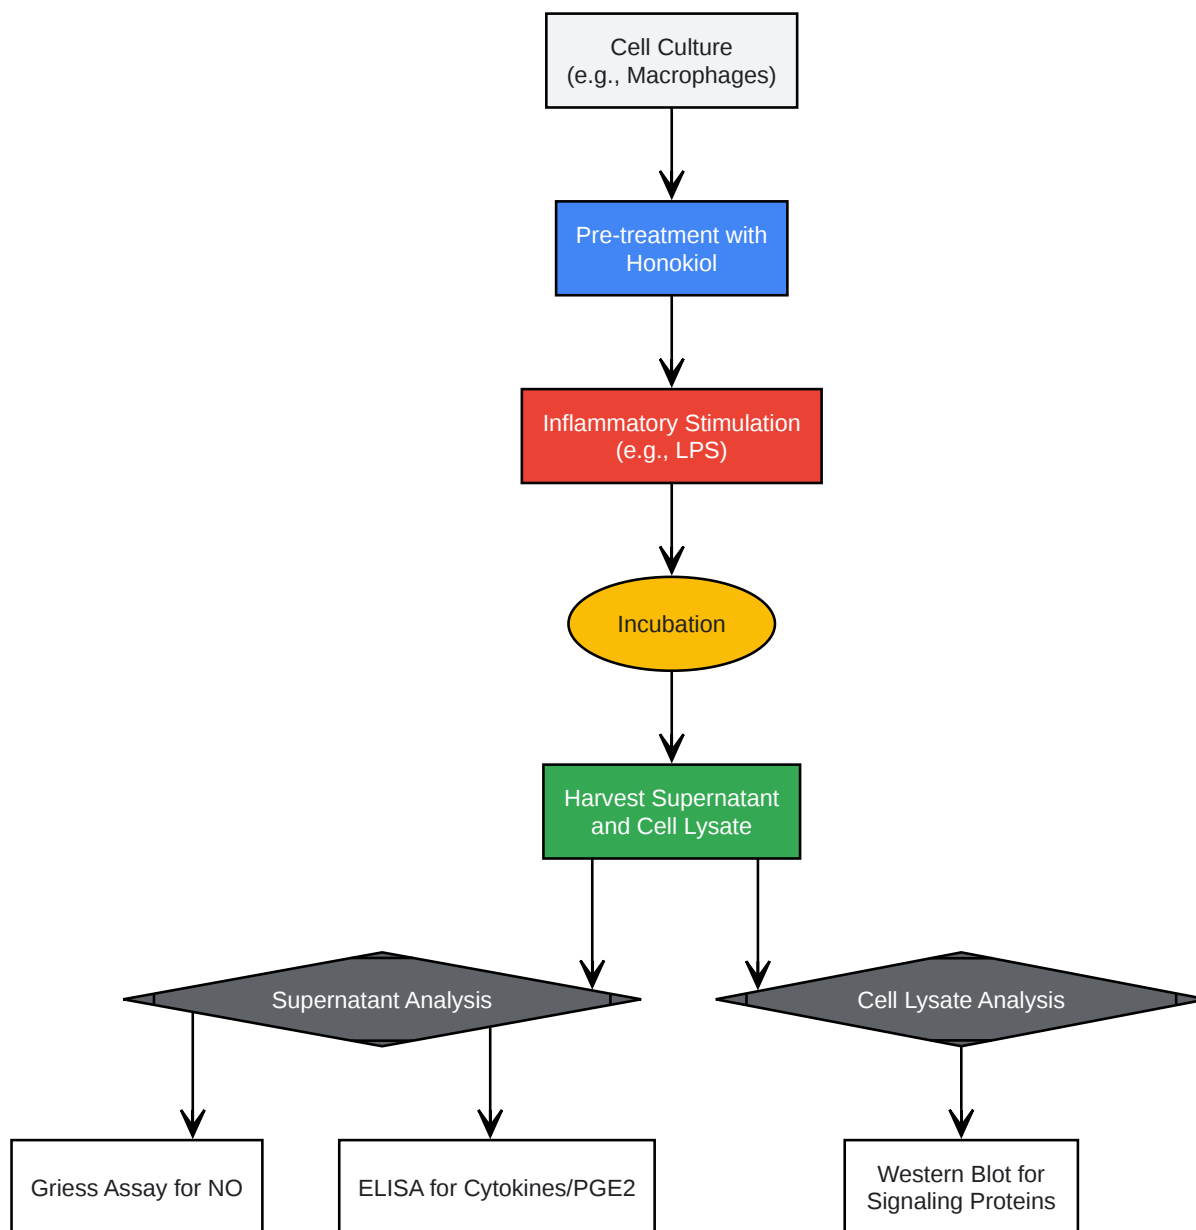 Cell Culture
(e.g., Macrophages)
Pre-treatment with
Honokiol
Inflammatory Stimulation
(e.g., LPS)
Incubation
Harvest Supernatant
and Cell Lysate
Supernatant Analysis
Cell Lysate Analysis
Griess Assay for NO
ELISA for Cytokines/PGE2
Western Blot for
Signaling Proteins